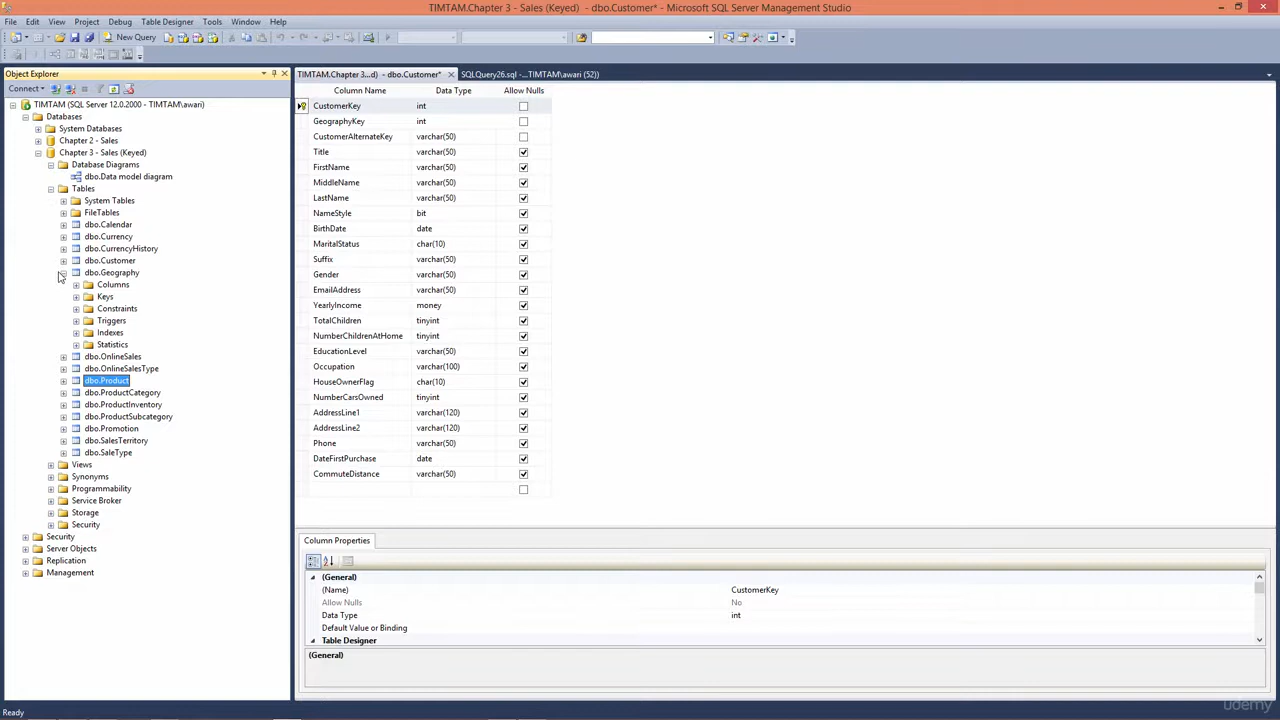 TIMTAM.Chapter 3 - Sales (Keyed) - dbo.Customer* - Microsoft SQL Server Management Studio
File Edit View Project Debug Table Designer Tools Window Help
New Query
Object Explorer
Connect
TIMTAM (SQL Server 12.0.2000 - TIMTAM\awari)
Databases
System Databases
Chapter 2 - Sales
Chapter 3 - Sales (Keyed)
Database Diagrams
dbo.Data model diagram
Tables
System Tables
FileTables
dbo.Calendar
dbo.Currency
dbo.CurrencyHistory
dbo.Customer
dbo.Geography
Columns
Keys
Constraints
Triggers
Indexes
Statistics
dbo.OnlineSales
dbo.OnlineSalesType
dbo.Product
dbo.ProductCategory
dbo.ProductInventory
dbo.ProductSubcategory
dbo.Promotion
dbo.SalesTerritory
dbo.SaleType
Views
Synonyms
Programmability
Service Broker
Storage
Security
Security
Server Objects
Replication
Management
TIMTAM.Chapter 3...d) - dbo.Customer* SQLQuery26.sql -...TIMTAM\awari (52))
Column Name Data Type Allow Nulls
CustomerKey int
GeographyKey int
CustomerAlternateKey varchar(50)
Title varchar(50)
FirstName varchar(50)
MiddleName varchar(50)
LastName varchar(50)
NameStyle bit
BirthDate date
MaritalStatus char(10)
Suffix varchar(50)
Gender varchar(50)
EmailAddress varchar(50)
YearlyIncome money
TotalChildren tinyint
NumberChildrenAtHome tinyint
EducationLevel varchar(50)
Occupation varchar(100)
HouseOwnerFlag char(10)
NumberCarsOwned tinyint
AddressLine1 varchar(120)
AddressLine2 varchar(120)
Phone varchar(50)
DateFirstPurchase date
CommuteDistance varchar(50)
Column Properties
(General)
(Name) CustomerKey
Allow Nulls No
Data Type int
Default Value or Binding
Table Designer
(General)
Ready
udemy